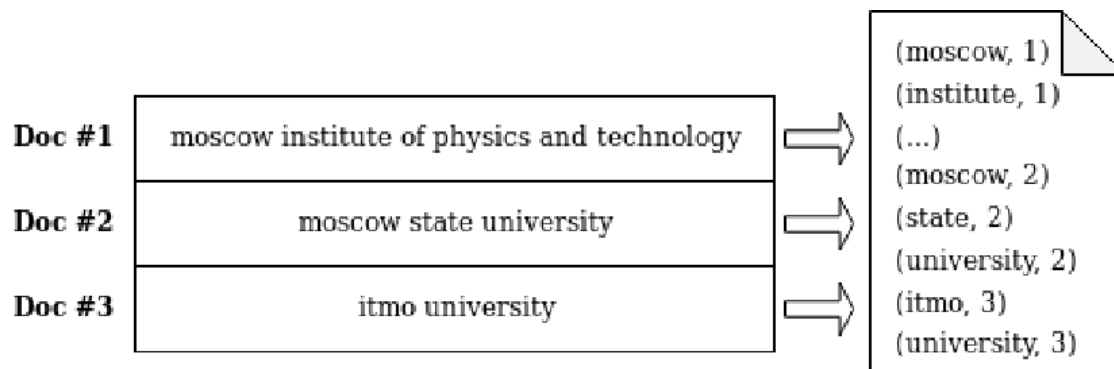 Doc #1
moscow institute of physics and technology
Doc #2
moscow state university
Doc #3
itmo university
(moscow, 1)
(institute, 1)
(...)
(moscow, 2)
(state, 2)
(university, 2)
(itmo, 3)
(university, 3)